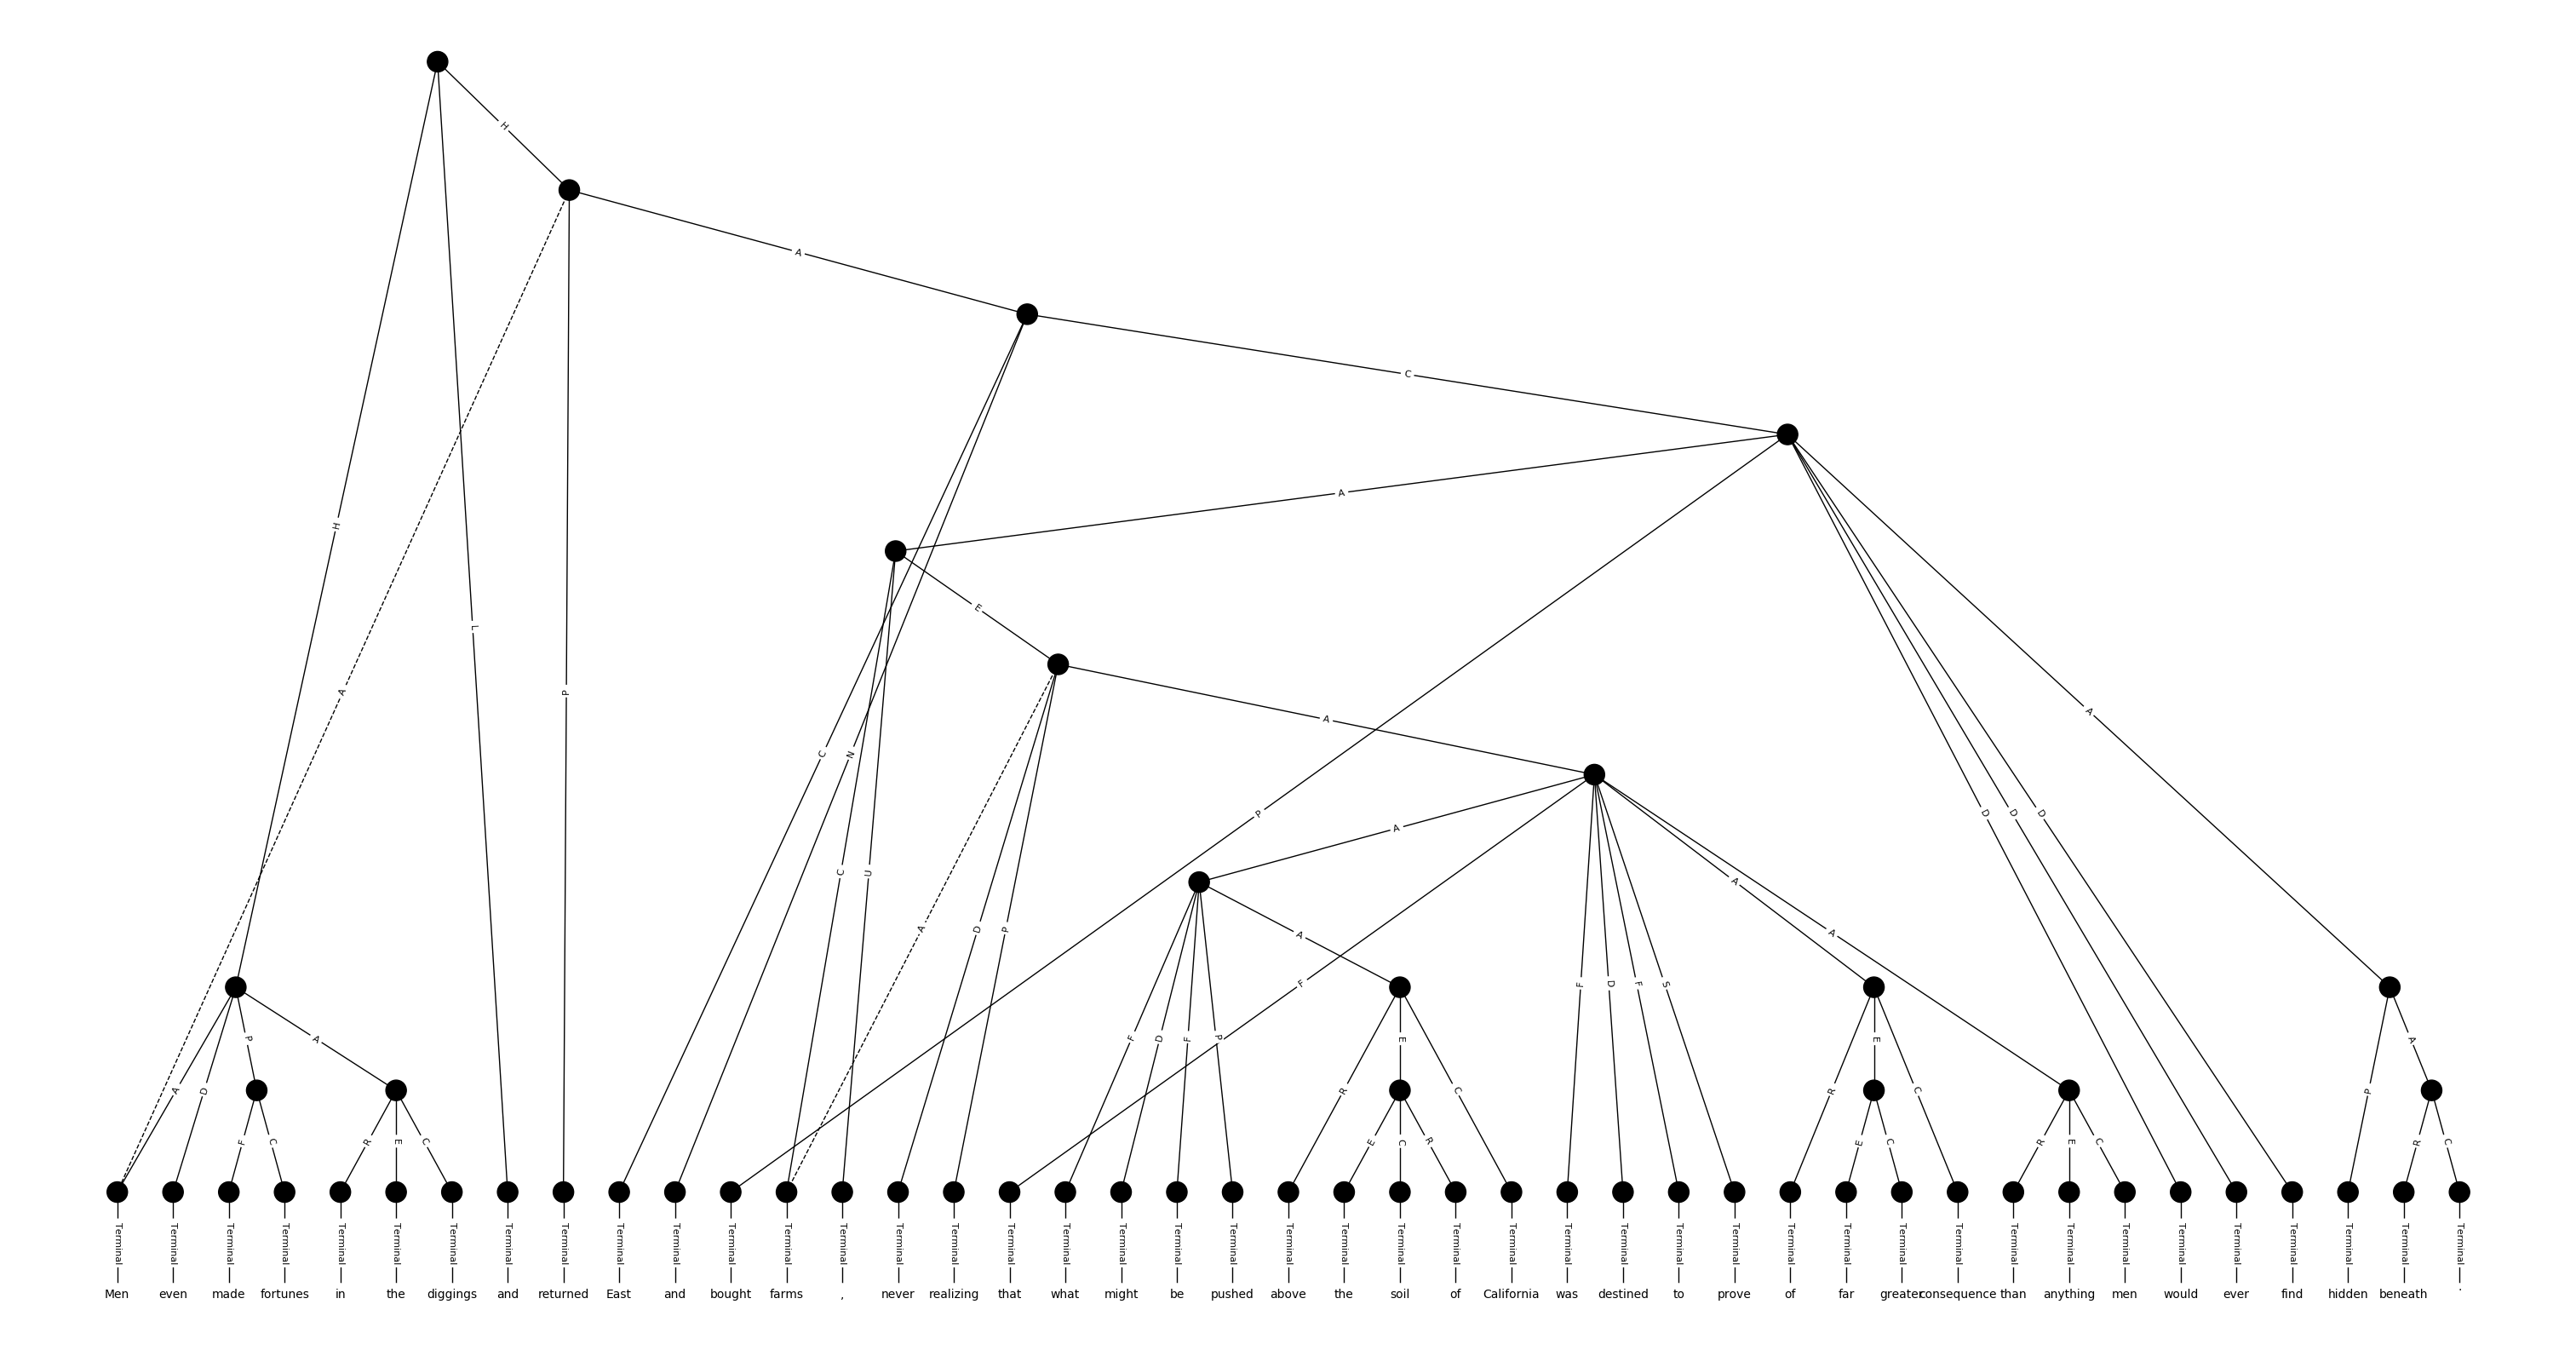 H
A
C
A
H
E
L
P
A
A
C
N
A
P
D
D
D
A
C
U
A
A
A
D
P
A
F
F
D
F
S
P
A
F
D
F
P
E
E
A
A
D
R
C
R
C
P
F
C
R
E
C
E
C
R
E
C
R
E
C
R
C
Terminal Terminal Terminal Terminal Terminal Terminal Terminal Terminal Terminal Terminal Terminal Terminal Terminal Terminal Terminal Terminal Terminal Terminal Terminal Terminal Terminal Terminal Terminal Terminal Terminal Terminal Terminal Terminal Terminal Terminal Terminal Terminal Terminal Terminal Terminal Terminal Terminal Terminal Terminal Terminal Terminal Terminal Terminal
Men even made fortunes in the diggings and returned East and bought farms , never realizing that what might be pushed above the soil of California was destined to prove of far greater consequence than anything men would ever find hidden beneath .